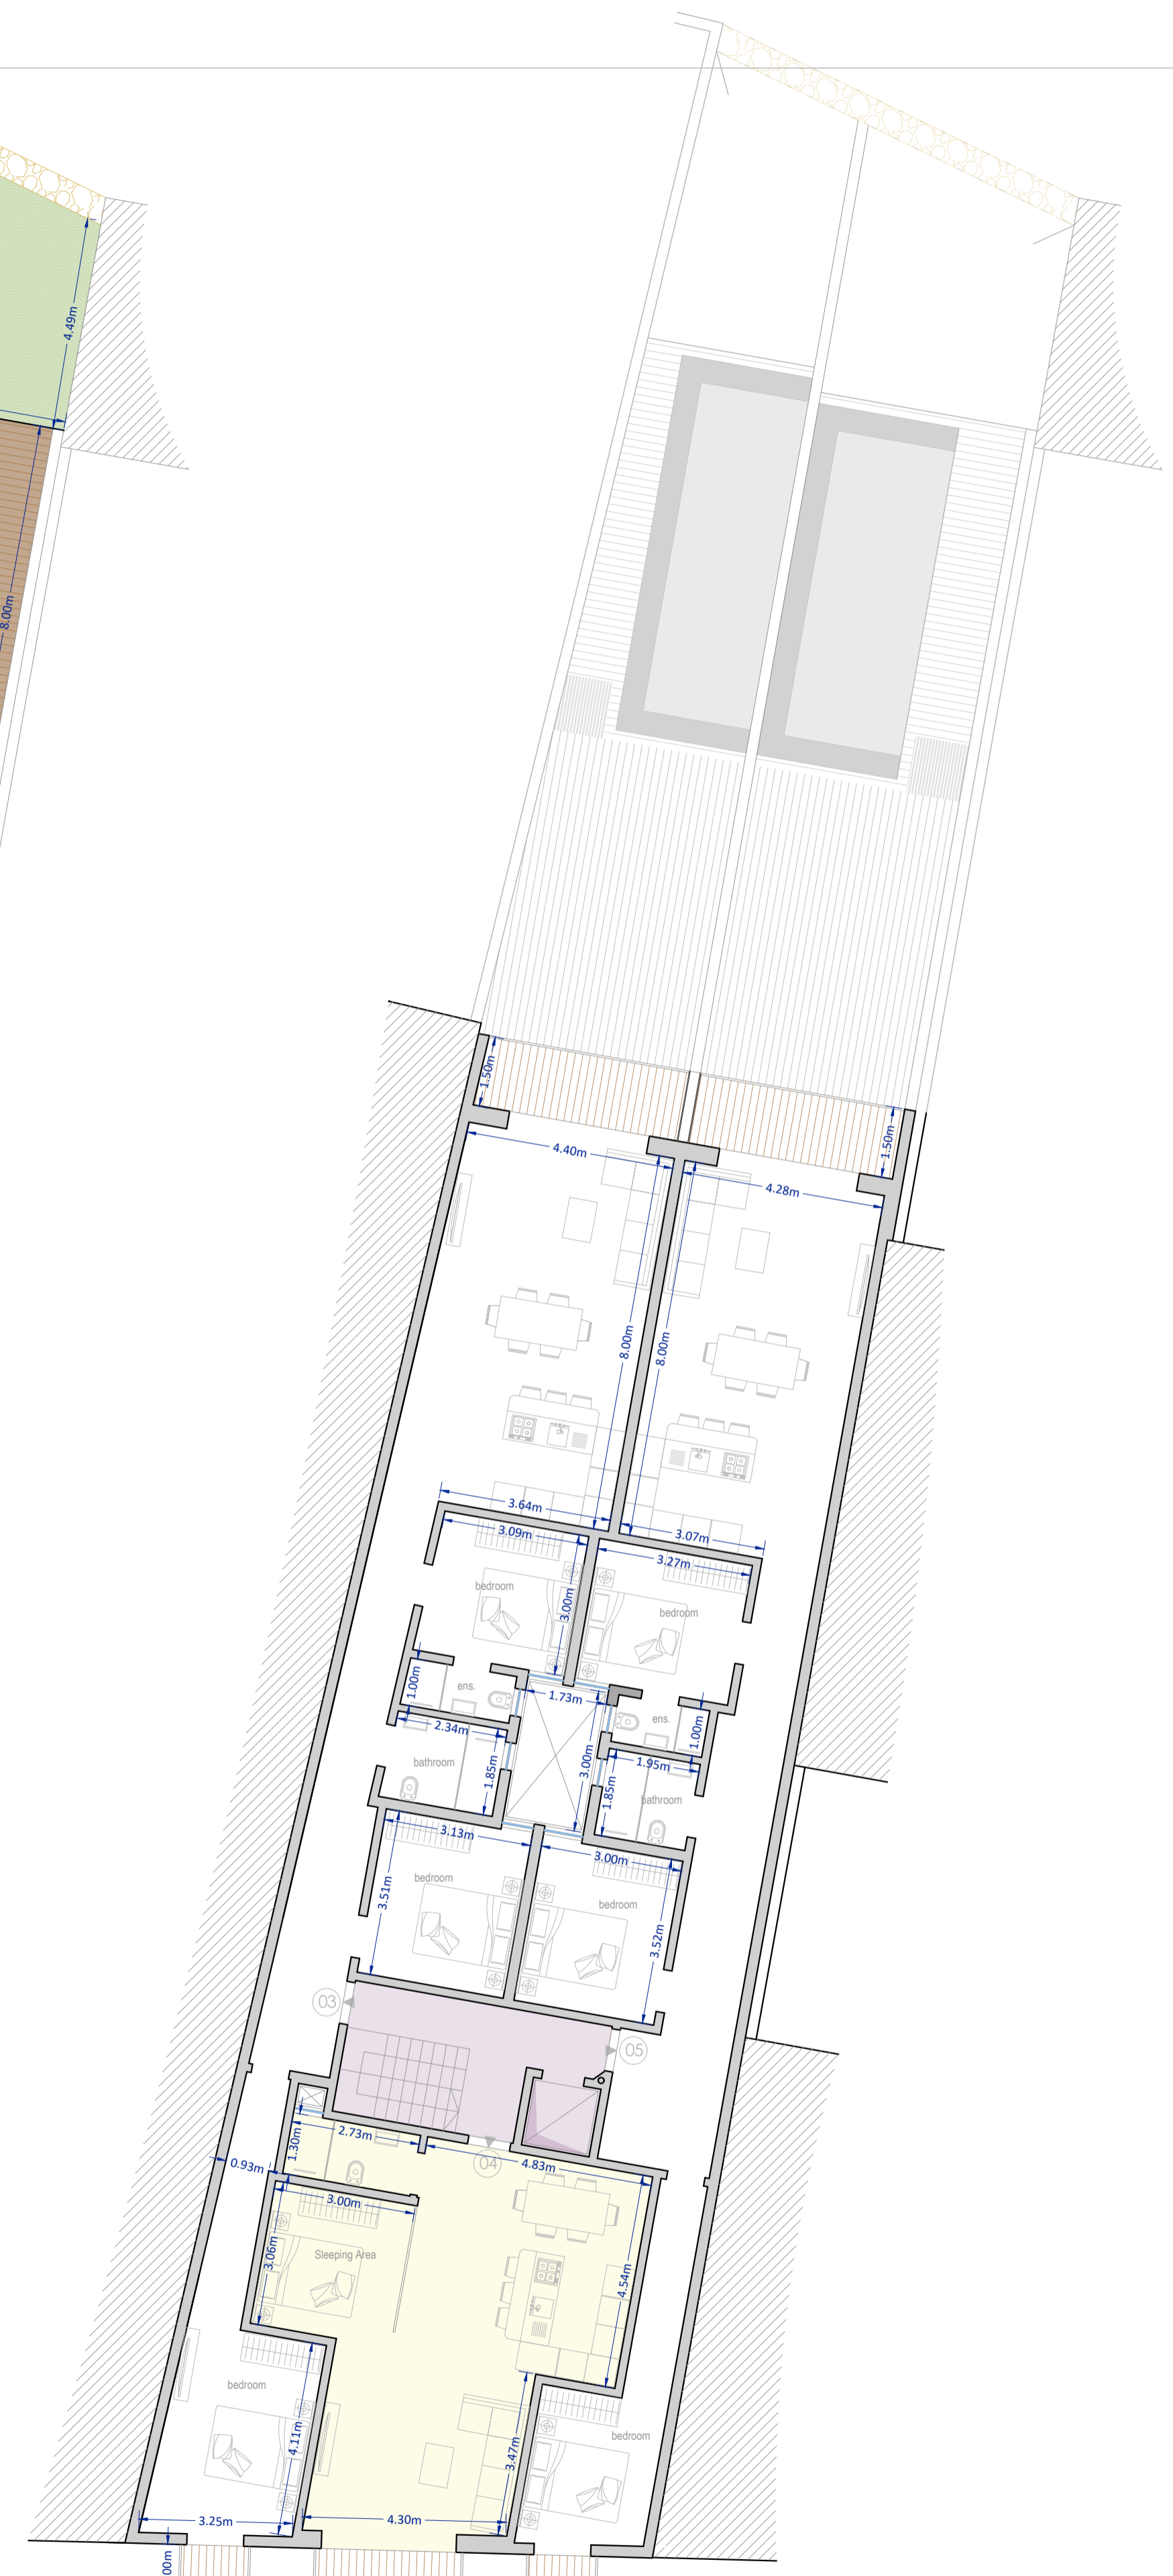 4.49m
8.00m
1.50m
1.50m
4.40m
4.28m
8.00m
8.00m
3.64m
3.07m
3.09m
3.27m
bedroom
3.00m
bedroom
1.00m
ens.
1.73m
ens.
1.00m
2.34m
3.00m
1.95m
bathroom
1.85m
1.85m
bathroom
3.13m
3.00m
bedroom
3.51m
bedroom
3.52m
03
05
2.73m
1.30m
04
0.93m
4.83m
3.00m
3.06m
Sleeping Area
4.54m
bedroom
4.11m
bedroom
3.47m
3.25m
4.30m
00m